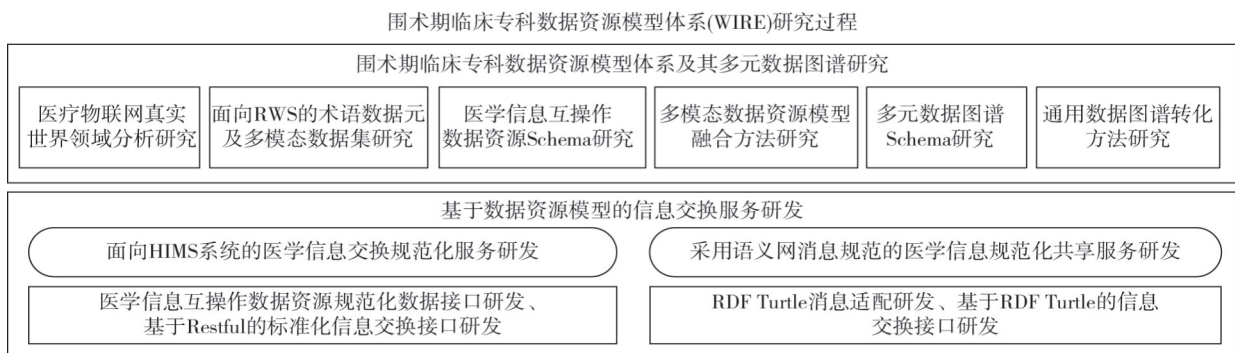 围术期临床专科数据资源模型体系(WIRE)研究过程
围术期临床专科数据资源模型体系及其多元数据图谱研究
医疗物联网真实
世界领域分析研究
面向RWS的术语数据元
及多模态数据集研究
医学信息互操作
数据资源Schema研究
多模态数据资源模型
融合方法研究
多元数据图谱
Schema研究
通用数据图谱转化
方法研究
基于数据资源模型的信息交换服务研发
面向HIMS系统的医学信息交换规范化服务研发
采用语义网消息规范的医学信息规范化共享服务研发
医学信息互操作数据资源规范化数据接口研发、
基于Restful的标准化信息交换接口研发
RDF Turtle消息适配研发、基于RDF Turtle的信息
交换接口研发